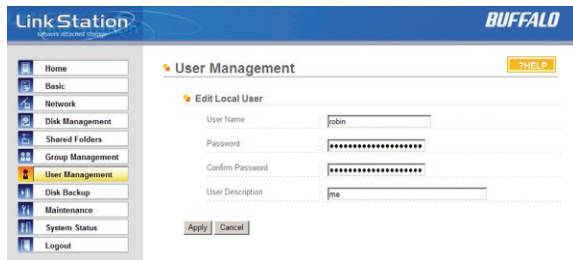 LinkStation
network attached storage
BUFFALO
Home
Basic
Network
Disk Management
Shared Folders
Group Management
User Management
Disk Backup
Maintenance
System Status
Logout
User Management
?HELP
Edit Local User
User Name : robin
Password : ••••••••••••••••••••
Confirm Password : ••••••••••••••••••••
User Description : me
Apply Cancel